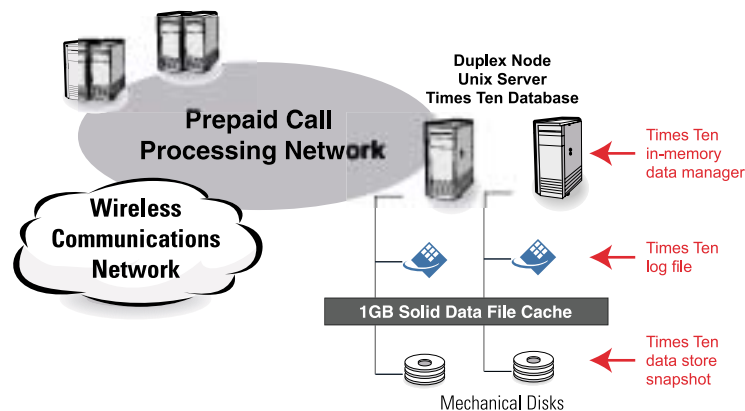 Duplex Node
Unix Server
Times Ten Database
Prepaid Call
Processing Network
Times Ten
in-memory
data manager
Wireless
Communications
Network
Times Ten
log file
1GB Solid Data File Cache
Times Ten
data store
snapshot
Mechanical Disks